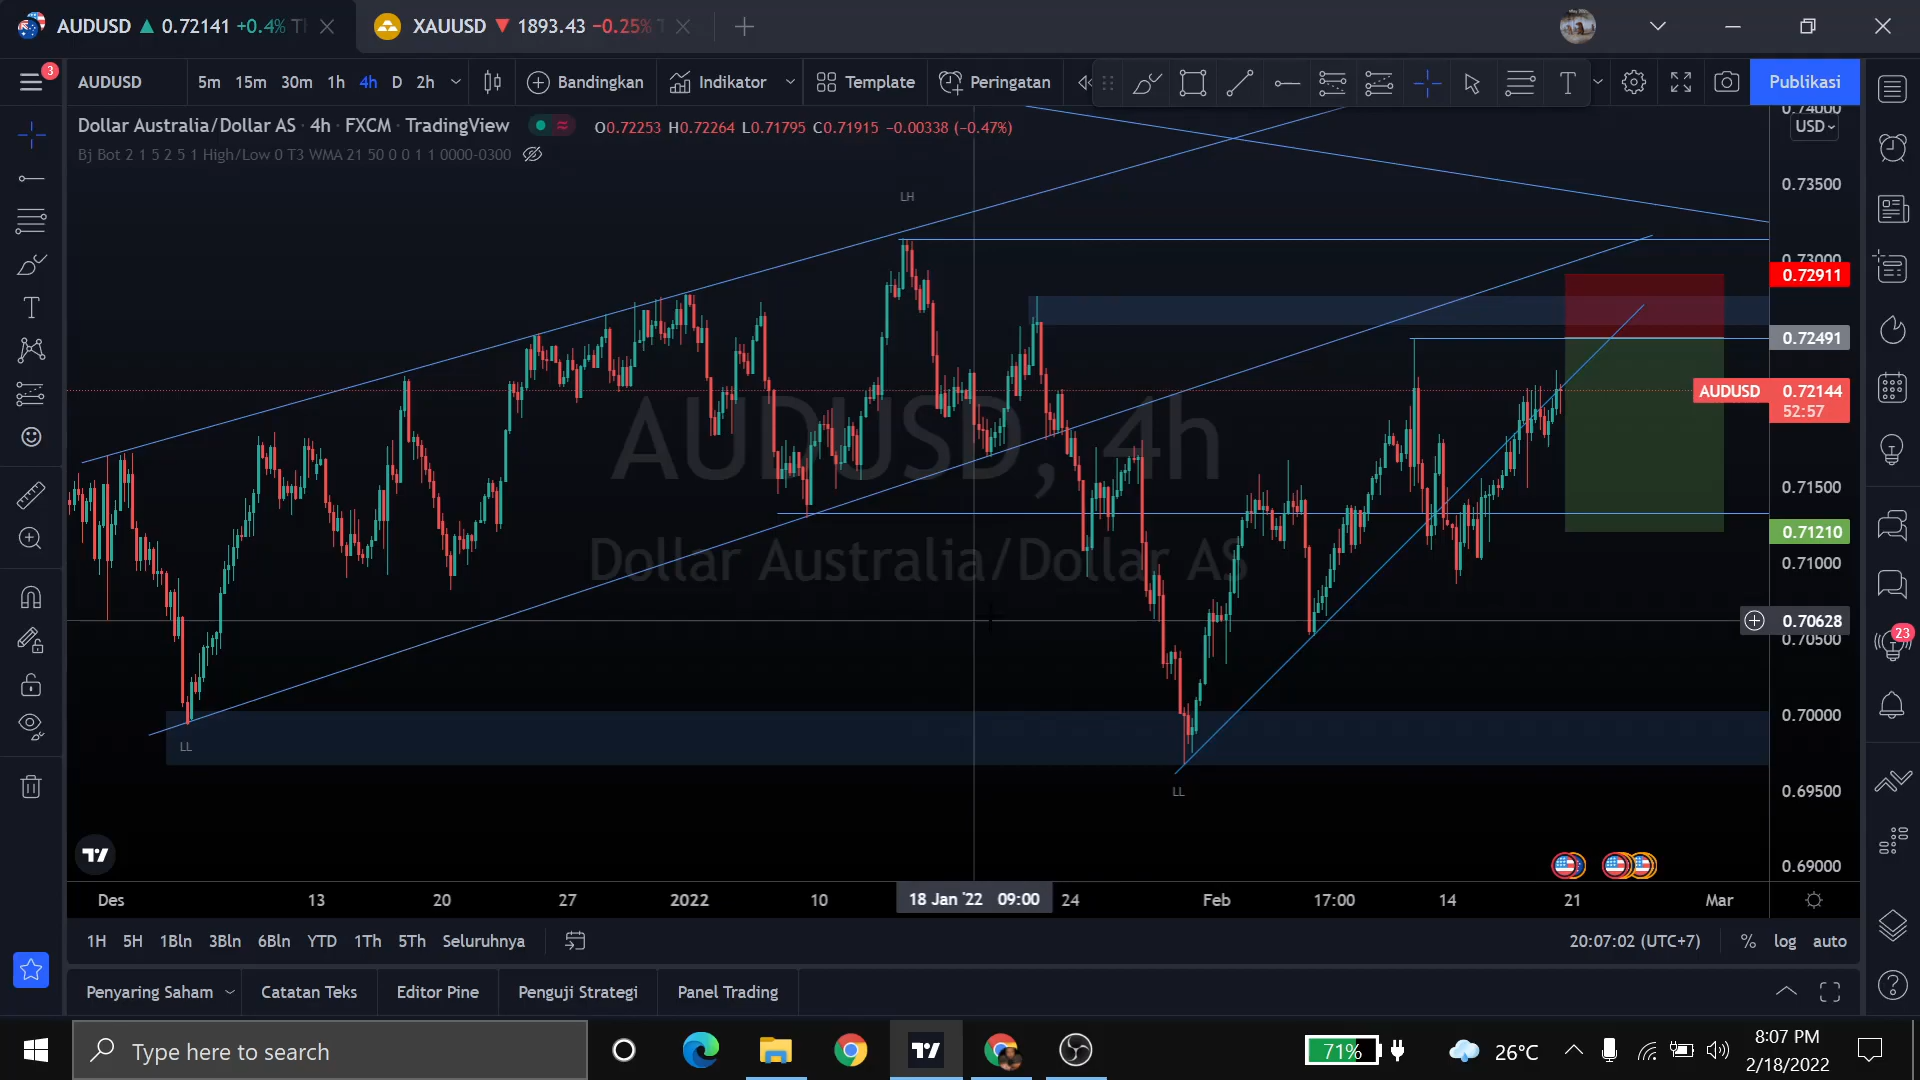 AUDUSD ▲ 0.72141 +0.4%
XAUUSD ▼ 1893.43 −0.25%
3
AUDUSD 5m 15m 30m 1h 4h D 2h Bandingkan Indikator Template Peringatan T Publikasi
Dollar Australia/Dollar AS · 4h · FXCM · TradingView O0.72253 H0.72264 L0.71795 C0.71915 −0.00338 (−0.47%)
Bj Bot 2 1 5 2 5 1 High/Low 0 T3 WMA 21 50 0 0 1 1 0000-0300
0.74000
USD
0.73500
0.73000
0.72911
0.72491
AUDUSD 0.72144
52:57
0.71500
0.71210
0.71000
0.70628
0.70500
0.70000
0.69500
0.69000
LH
AUDUSD, 4h
Dollar Australia/Dollar AS
LL
LL
23
Des 13 20 27 2022 10 18 Jan '22 09:00 24 Feb 17:00 14 21 Mar
1H 5H 1Bln 3Bln 6Bln YTD 1Th 5Th Seluruhnya 20:07:02 (UTC+7) % log auto
Penyaring Saham Catatan Teks Editor Pine Penguji Strategi Panel Trading
Type here to search
71%
26°C
8:07 PM
2/18/2022